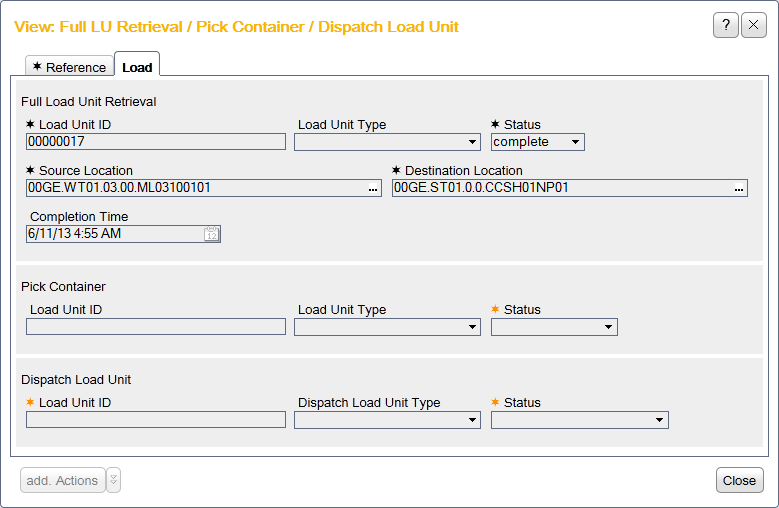 View: Full LU Retrieval / Pick Container / Dispatch Load Unit
?
✶ Reference Load
Full Load Unit Retrieval
✶ Load Unit ID Load Unit Type ✶ Status
00000017 complete
✶ Source Location ✶ Destination Location
00GE.WT01.03.00.ML03100101 ... 00GE.ST01.0.0.CCSH01NP01 ...
Completion Time
6/11/13 4:55 AM 12
Pick Container
Load Unit ID Load Unit Type ✶ Status
Dispatch Load Unit
✶ Load Unit ID Dispatch Load Unit Type ✶ Status
add. Actions Close